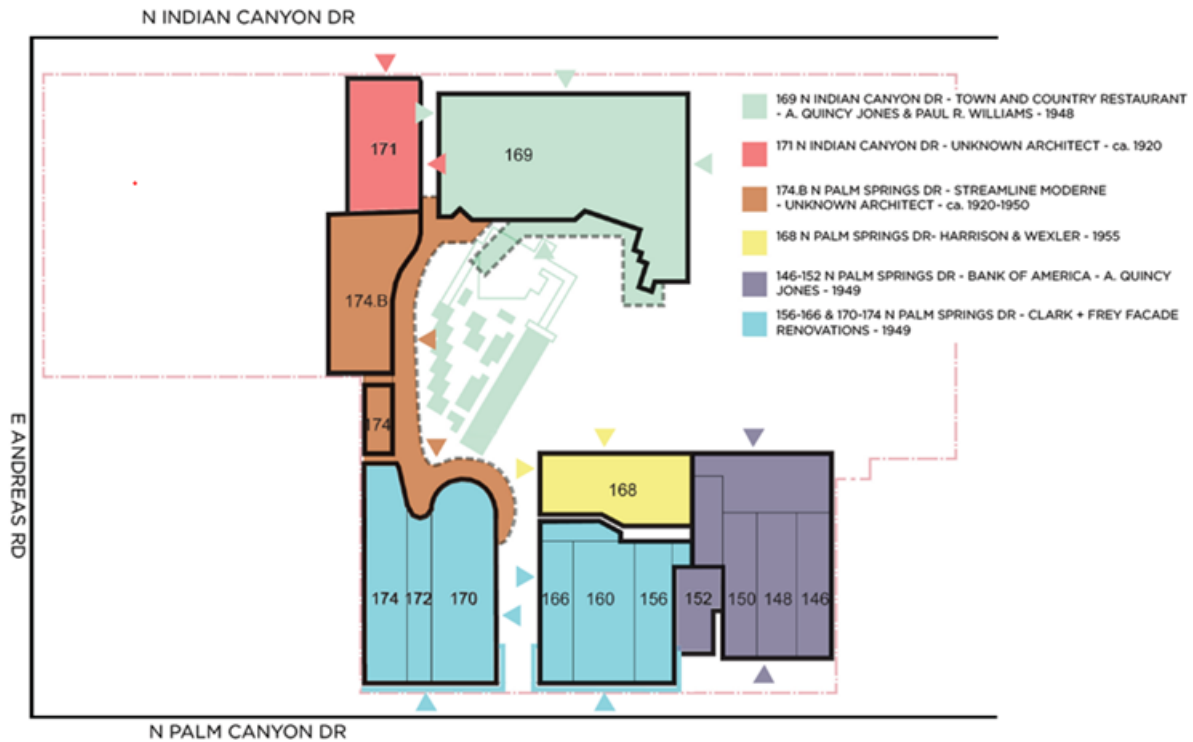 N INDIAN CANYON DR
169 N INDIAN CANYON DR - TOWN AND COUNTRY RESTAURANT
- A. QUINCY JONES & PAUL R. WILLIAMS - 1948
171 N INDIAN CANYON DR - UNKNOWN ARCHITECT - ca. 1920
174.B N PALM SPRINGS DR - STREAMLINE MODERNE
- UNKNOWN ARCHITECT - ca. 1920-1950
168 N PALM SPRINGS DR- HARRISON & WEXLER - 1955
146-152 N PALM SPRINGS DR - BANK OF AMERICA - A. QUINCY
JONES - 1949
156-166 & 170-174 N PALM SPRINGS DR - CLARK + FREY FACADE
RENOVATIONS - 1949
171
169
174.B
174
168
174
172
170
166
160
156
152
150
148
146
E ANDREAS RD
N PALM CANYON DR